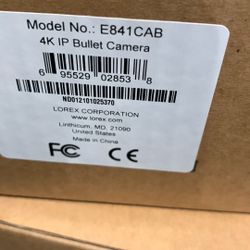 Model No.: E841CAB
4K IP Bullet Camera
6 95529 02853 8
ND012101025370
LOREX CORPORATION
www.lorex.com
Linthicum, MD, 21090
United States
Made in China
FC CE